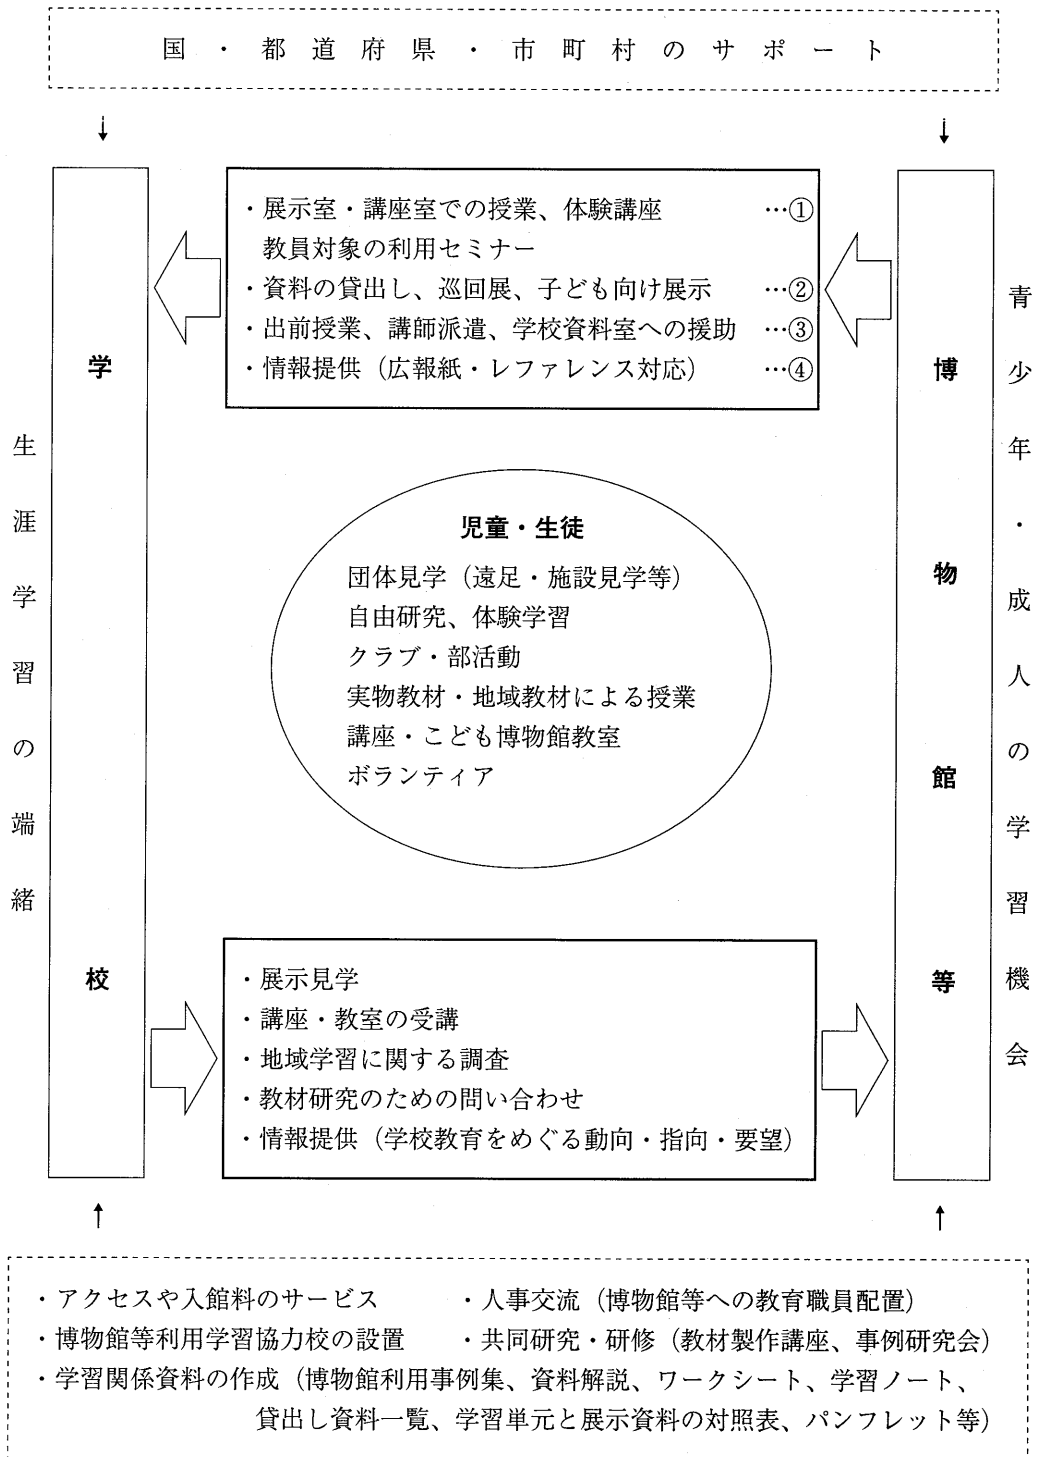 国・都道府県・市町村のサポート
学校
生涯学習の端緒
・展示室・講座室での授業、体験講座 …①
教員対象の利用セミナー
・資料の貸出し、巡回展、子ども向け展示 …②
・出前授業、講師派遣、学校資料室への援助 …③
・情報提供（広報紙・レファレンス対応） …④
博物館等
青少年・成人の学習機会
児童・生徒
団体見学（遠足・施設見学等）
自由研究、体験学習
クラブ・部活動
実物教材・地域教材による授業
講座・こども博物館教室
ボランティア
・展示見学
・講座・教室の受講
・地域学習に関する調査
・教材研究のための問い合わせ
・情報提供（学校教育をめぐる動向・指向・要望）
・アクセスや入館料のサービス ・人事交流（博物館等への教育職員配置）
・博物館等利用学習協力校の設置 ・共同研究・研修（教材製作講座、事例研究会）
・学習関係資料の作成（博物館利用事例集、資料解説、ワークシート、学習ノート、
貸出し資料一覧、学習単元と展示資料の対照表、パンフレット等）